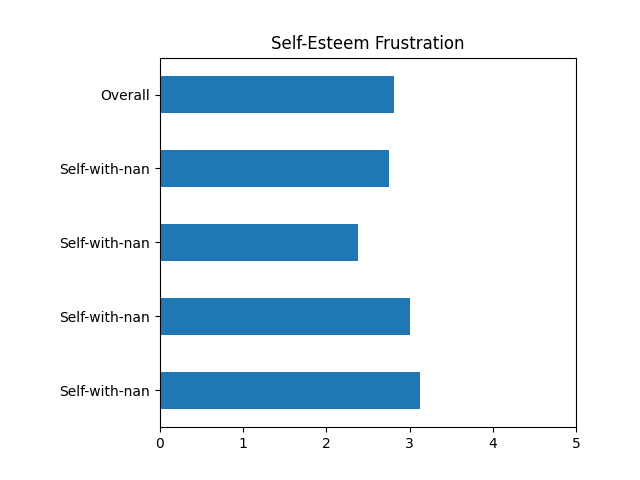 Self-Esteem Frustration
Overall
Self-with-nan
Self-with-nan
Self-with-nan
Self-with-nan
0 1 2 3 4 5